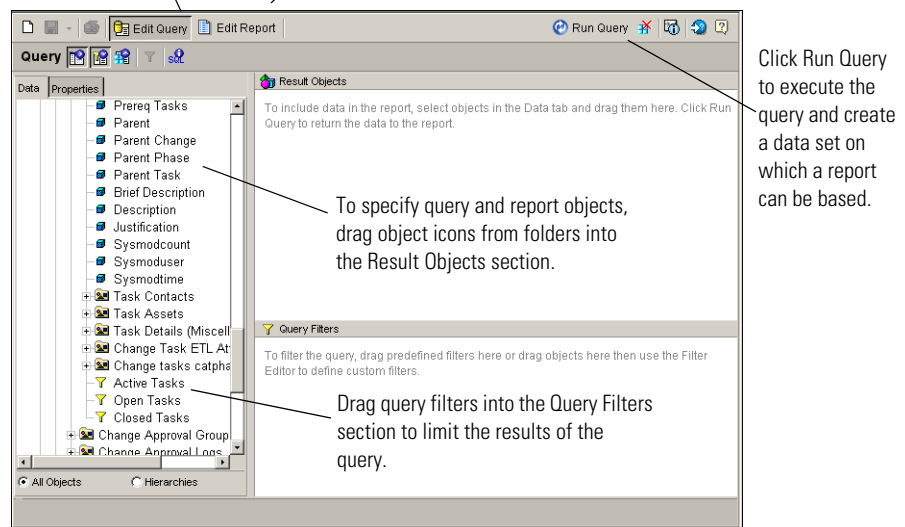 Edit Query
Edit Report
Run Query
Query
SQL
Data
Properties
Prereq Tasks
Parent
Parent Change
Parent Phase
Parent Task
Brief Description
Description
Justification
Sysmodcount
Sysmoduser
Sysmodtime
Task Contacts
Task Assets
Task Details (Miscell
Change Task ETL At
Change tasks catpha
Active Tasks
Open Tasks
Closed Tasks
Change Approval Group
Change Approval Logs
All Objects
Hierarchies
Result Objects
To include data in the report, select objects in the Data tab and drag them here. Click Run
Query to return the data to the report.
To specify query and report objects,
drag object icons from folders into
the Result Objects section.
Query Filters
To filter the query, drag predefined filters here or drag objects here then use the Filter
Editor to define custom filters.
Drag query filters into the Query Filters
section to limit the results of the
query.
Click Run Query
to execute the
query and create
a data set on
which a report
can be based.